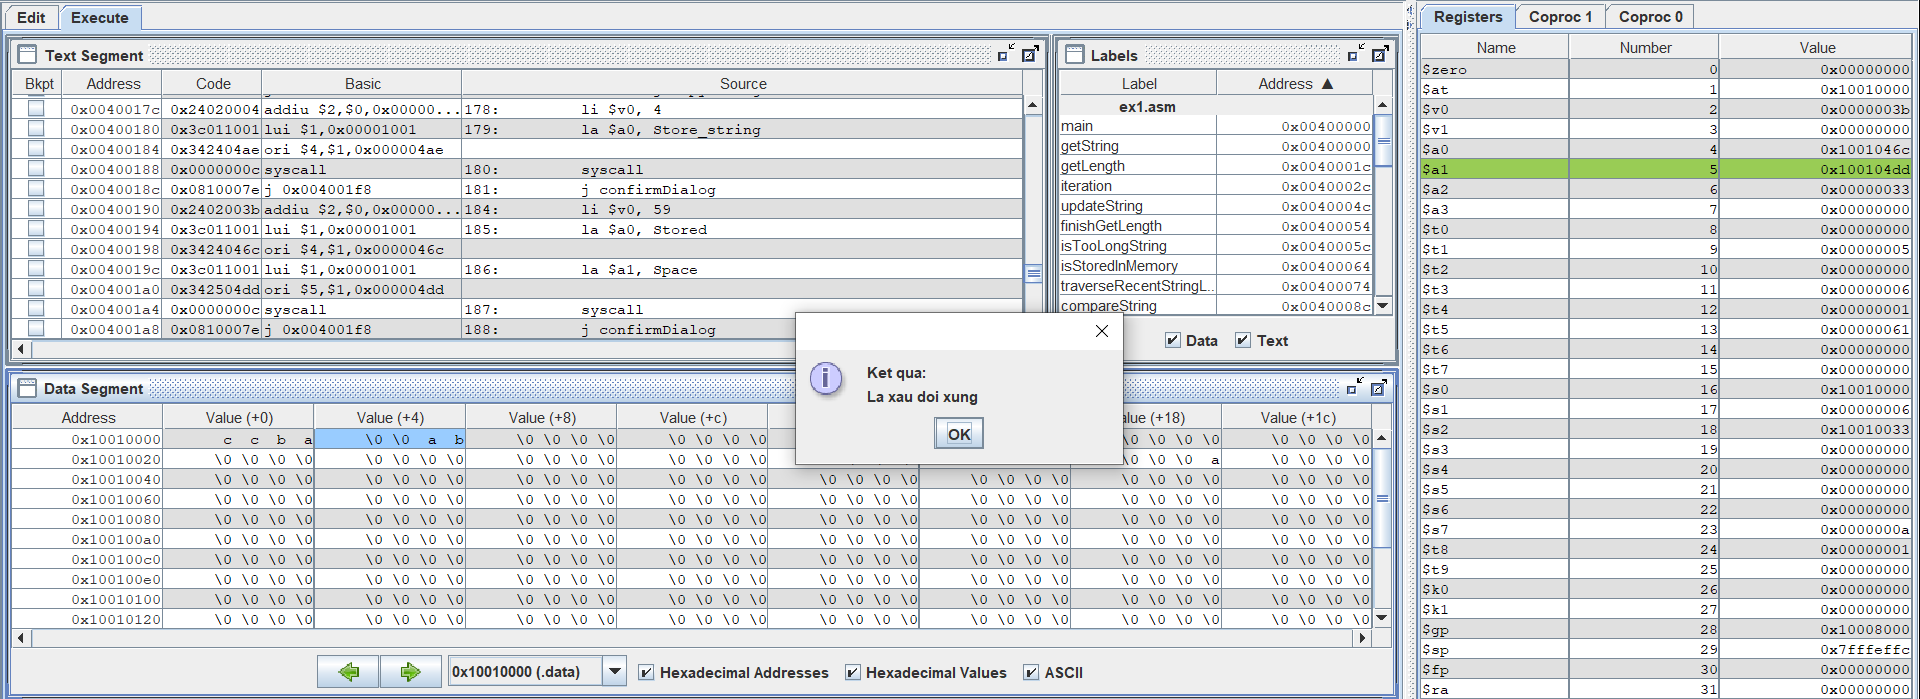 Edit Execute
Text Segment
Bkpt Address Code Basic Source
0x0040017c 0x24020004 addiu $2,$0,0x00000... 178: li $v0, 4
0x00400180 0x3c011001 lui $1,0x00001001 179: la $a0, Store_string
0x00400184 0x342404ae ori $4,$1,0x000004ae
0x00400188 0x0000000c syscall 180: syscall
0x0040018c 0x0810007e j 0x004001f8 181: j confirmDialog
0x00400190 0x2402003b addiu $2,$0,0x00000... 184: li $v0, 59
0x00400194 0x3c011001 lui $1,0x00001001 185: la $a0, Stored
0x00400198 0x3424046c ori $4,$1,0x0000046c
0x0040019c 0x3c011001 lui $1,0x00001001 186: la $a1, Space
0x004001a0 0x342504dd ori $5,$1,0x000004dd
0x004001a4 0x0000000c syscall 187: syscall
0x004001a8 0x0810007e j 0x004001f8 188: j confirmDialog
Labels
Label Address ▲
ex1.asm
main 0x00400000
getString 0x00400000
getLength 0x0040001c
iteration 0x0040002c
updateString 0x0040004c
finishGetLength 0x00400054
isTooLongString 0x0040005c
isStoredInMemory 0x00400064
traverseRecentStringL.. 0x00400074
compareString 0x0040008c
Data Text
Ket qua:
La xau doi xung
OK
Data Segment
Address Value (+0) Value (+4) Value (+8) Value (+c) alue (+18) Value (+1c)
0x10010000 c c b a \0 \0 a b \0 \0 \0 \0 \0 \0 \0 \0 \0 \0 \0 \0 \0 \0 \0
0x10010020 \0 \0 \0 \0 \0 \0 \0 \0 \0 \0 \0 \0 \0 \0 \0 \0 \0 \0 \0 a \0 \0 \0 \0
0x10010040 \0 \0 \0 \0 \0 \0 \0 \0 \0 \0 \0 \0 \0 \0 \0 \0 \0 \0 \0 \0 \0 \0 \0 \0 \0 \0 \0 \0 \0 \0 \0 \0
0x10010060 \0 \0 \0 \0 \0 \0 \0 \0 \0 \0 \0 \0 \0 \0 \0 \0 \0 \0 \0 \0 \0 \0 \0 \0 \0 \0 \0 \0 \0 \0 \0 \0
0x10010080 \0 \0 \0 \0 \0 \0 \0 \0 \0 \0 \0 \0 \0 \0 \0 \0 \0 \0 \0 \0 \0 \0 \0 \0 \0 \0 \0 \0 \0 \0 \0 \0
0x100100a0 \0 \0 \0 \0 \0 \0 \0 \0 \0 \0 \0 \0 \0 \0 \0 \0 \0 \0 \0 \0 \0 \0 \0 \0 \0 \0 \0 \0 \0 \0 \0 \0
0x100100c0 \0 \0 \0 \0 \0 \0 \0 \0 \0 \0 \0 \0 \0 \0 \0 \0 \0 \0 \0 \0 \0 \0 \0 \0 \0 \0 \0 \0 \0 \0 \0 \0
0x100100e0 \0 \0 \0 \0 \0 \0 \0 \0 \0 \0 \0 \0 \0 \0 \0 \0 \0 \0 \0 \0 \0 \0 \0 \0 \0 \0 \0 \0 \0 \0 \0 \0
0x10010100 \0 \0 \0 \0 \0 \0 \0 \0 \0 \0 \0 \0 \0 \0 \0 \0 \0 \0 \0 \0 \0 \0 \0 \0 \0 \0 \0 \0 \0 \0 \0 \0
0x10010120 \0 \0 \0 \0 \0 \0 \0 \0 \0 \0 \0 \0 \0 \0 \0 \0 \0 \0 \0 \0 \0 \0 \0 \0 \0 \0 \0 \0 \0 \0 \0 \0
0x10010000 (.data) Hexadecimal Addresses Hexadecimal Values ASCII
Registers Coproc 1 Coproc 0
Name Number Value
$zero 0 0x00000000
$at 1 0x10010000
$v0 2 0x0000003b
$v1 3 0x00000000
$a0 4 0x1001046c
$a1 5 0x100104dd
$a2 6 0x00000033
$a3 7 0x00000000
$t0 8 0x00000000
$t1 9 0x00000005
$t2 10 0x00000000
$t3 11 0x00000006
$t4 12 0x00000001
$t5 13 0x00000061
$t6 14 0x00000000
$t7 15 0x00000000
$s0 16 0x10010000
$s1 17 0x00000006
$s2 18 0x10010033
$s3 19 0x00000000
$s4 20 0x00000000
$s5 21 0x00000000
$s6 22 0x00000000
$s7 23 0x0000000a
$t8 24 0x00000001
$t9 25 0x00000000
$k0 26 0x00000000
$k1 27 0x00000000
$gp 28 0x10008000
$sp 29 0x7fffeffc
$fp 30 0x00000000
$ra 31 0x00000000